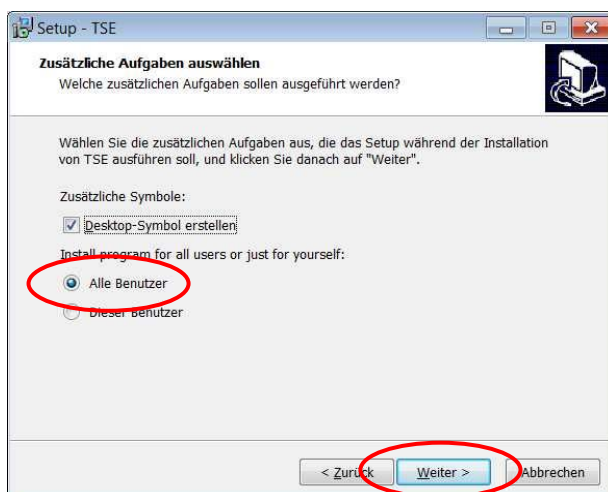 Setup - TSE
Zusätzliche Aufgaben auswählen
Welche zusätzlichen Aufgaben sollen ausgeführt werden?
Wählen Sie die zusätzlichen Aufgaben aus, die das Setup während der Installation
von TSE ausführen soll, und klicken Sie danach auf "Weiter".
Zusätzliche Symbole:
Desktop-Symbol erstellen
Install program for all users or just for yourself:
Alle Benutzer
Dieser Benutzer
< Zurück Weiter > Abbrechen